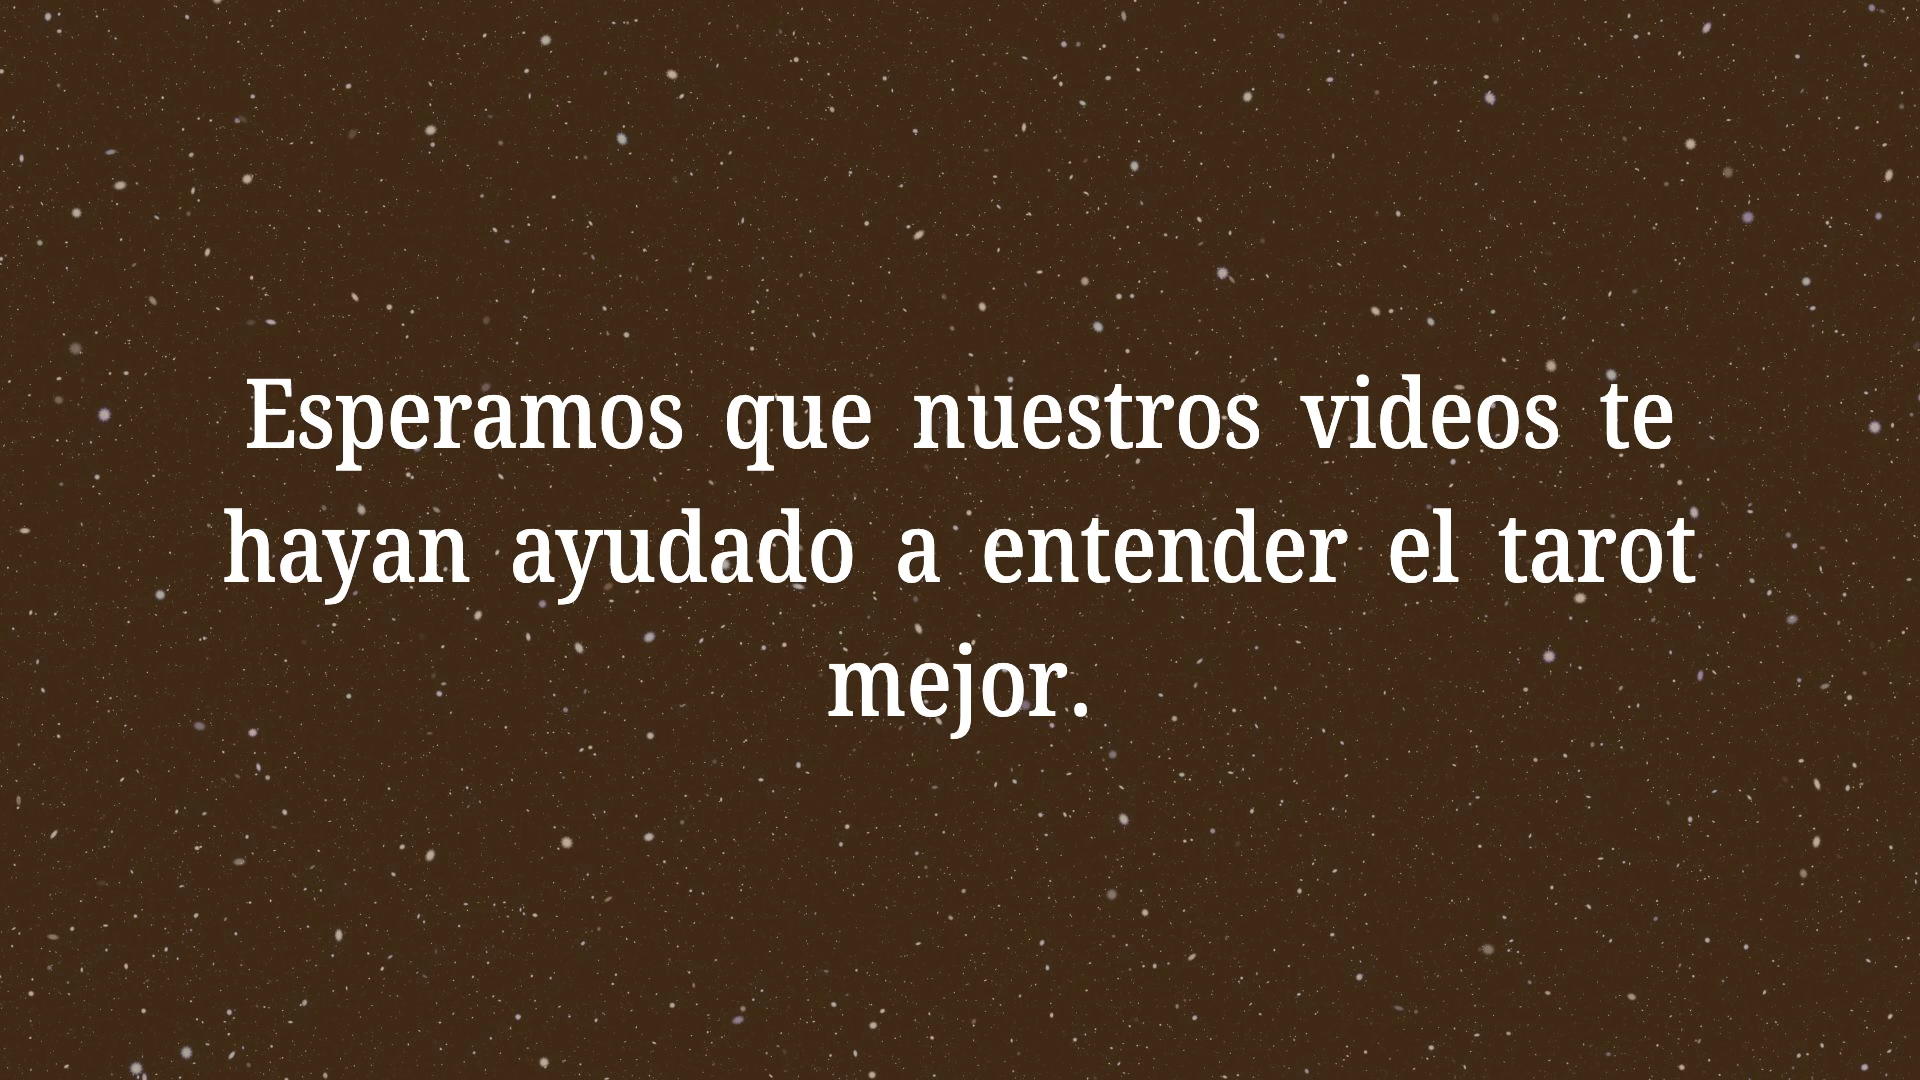 Esperamos que nuestros videos te
hayan ayudado a entender el tarot
mejor.